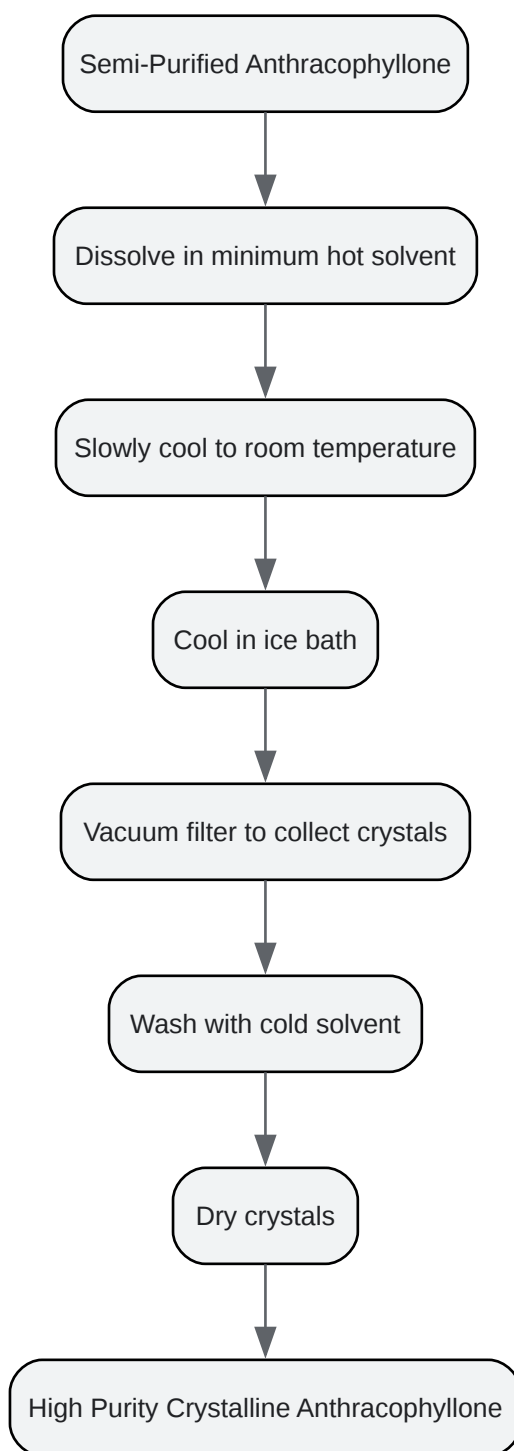 Semi-Purified Anthracophyllone
Dissolve in minimum hot solvent
Slowly cool to room temperature
Cool in ice bath
Vacuum filter to collect crystals
Wash with cold solvent
Dry crystals
High Purity Crystalline Anthracophyllone